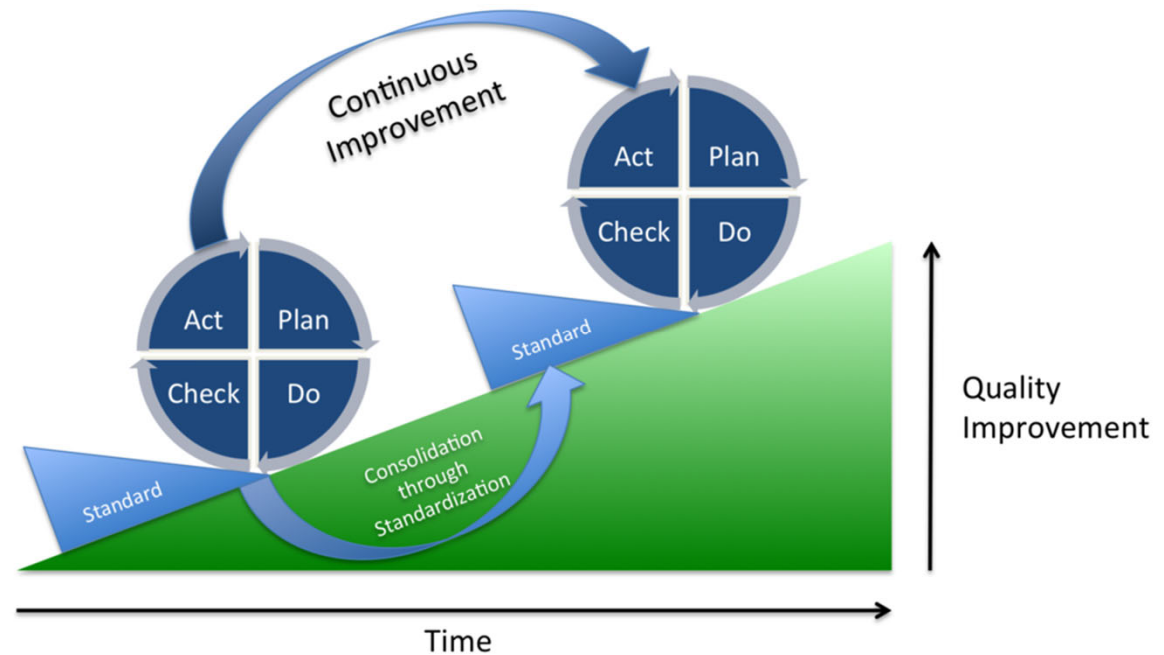 Continuous
Improvement
Act
Plan
Check
Do
Act
Plan
Check
Do
Standard
Standard
Consolidation
through
Standardization
Quality
Improvement
Time